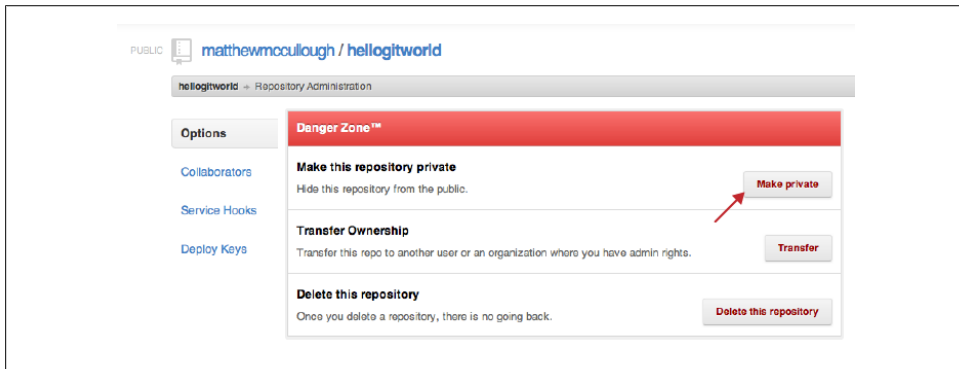 PUBLIC matthewmccullough / hellogitworld
hellogitworld → Repository Administration
Options
Collaborators
Service Hooks
Deploy Keys
Danger Zone™
Make this repository private
Hide this repository from the public.
Make private
Transfer Ownership
Transfer this repo to another user or an organization where you have admin rights.
Transfer
Delete this repository
Once you delete a repository, there is no going back.
Delete this repository